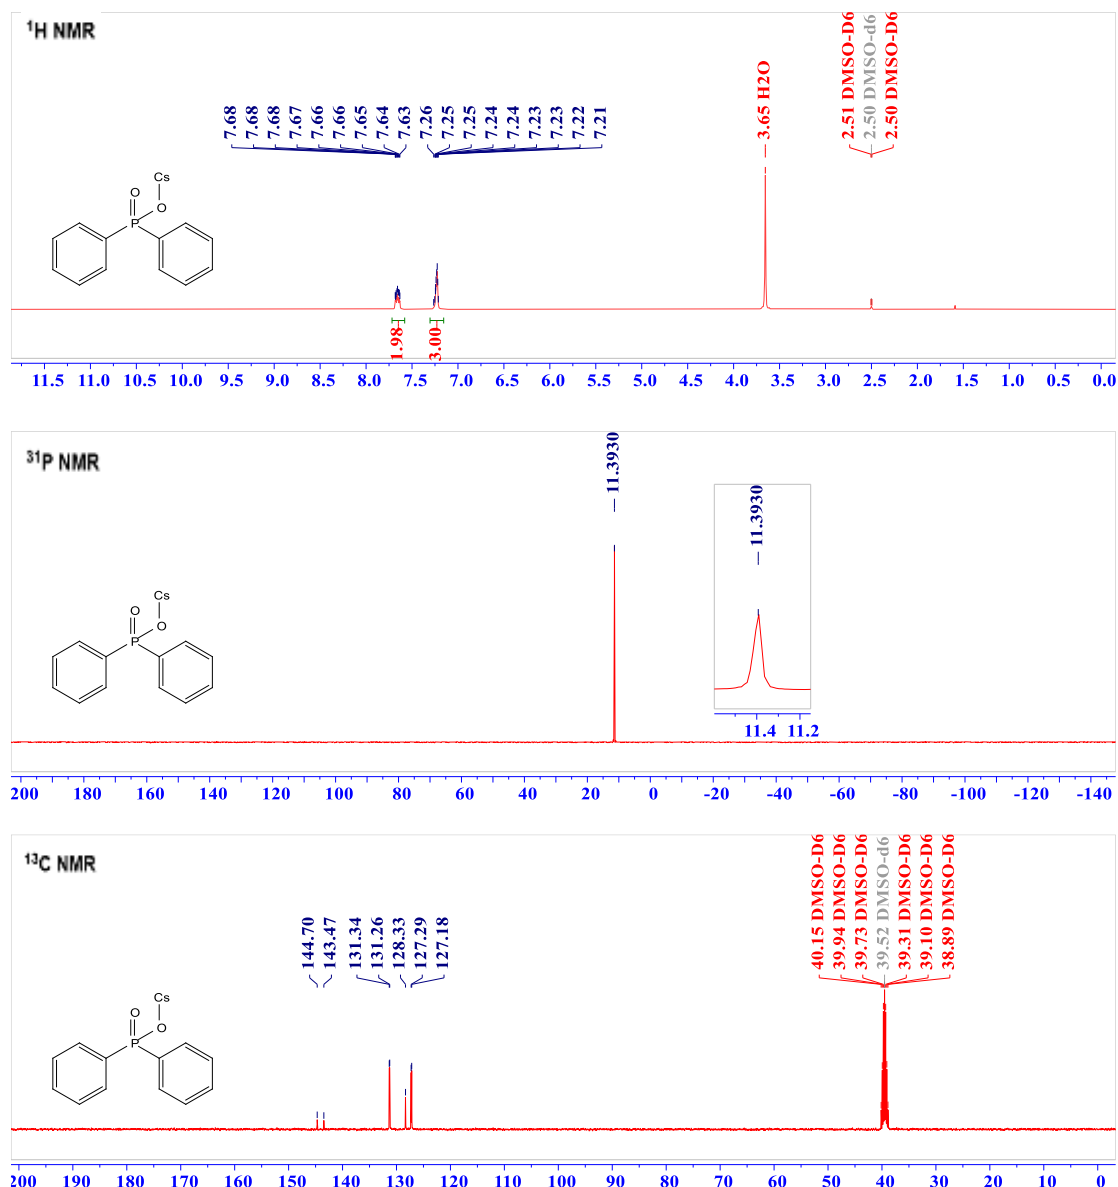 ¹H NMR
7.68 7.68 7.68 7.67 7.66 7.66 7.65 7.64 7.63 7.26 7.25 7.25 7.24 7.24 7.23 7.23 7.22 7.21 3.65 H2O 2.51 DMSO-D6 2.50 DMSO-d6 2.50 DMSO-D6
Cs
O
O
P
1.98 3.00
11.5 11.0 10.5 10.0 9.5 9.0 8.5 8.0 7.5 7.0 6.5 6.0 5.5 5.0 4.5 4.0 3.5 3.0 2.5 2.0 1.5 1.0 0.5 0.0
³¹P NMR
11.3930
11.3930
Cs
O
O
P
11.4 11.2
200 180 160 140 120 100 80 60 40 20 0 -20 -40 -60 -80 -100 -120 -140
¹³C NMR
144.70 143.47 131.34 131.26 128.33 127.29 127.18 40.15 DMSO-D6 39.94 DMSO-D6 39.73 DMSO-D6 39.52 DMSO-d6 39.31 DMSO-D6 39.10 DMSO-D6 38.89 DMSO-D6
Cs
O
O
P
200 190 180 170 160 150 140 130 120 110 100 90 80 70 60 50 40 30 20 10 0